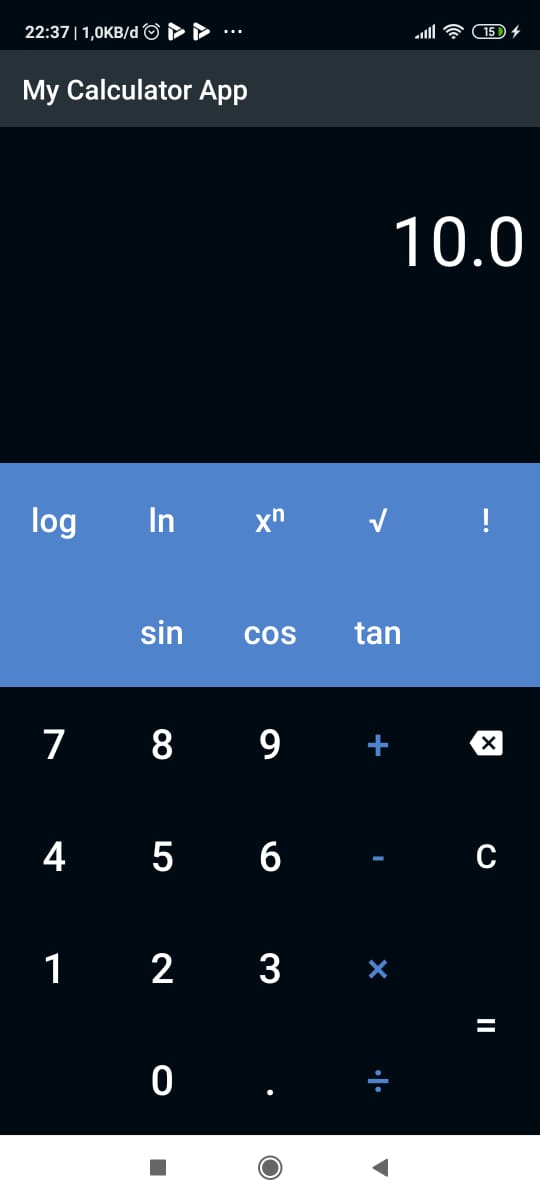 22:37 | 1,0KB/d ... 15
My Calculator App
10.0
log ln xⁿ √ !
sin cos tan
7 8 9 +
4 5 6 - C
1 2 3 ×
=
0 . ÷